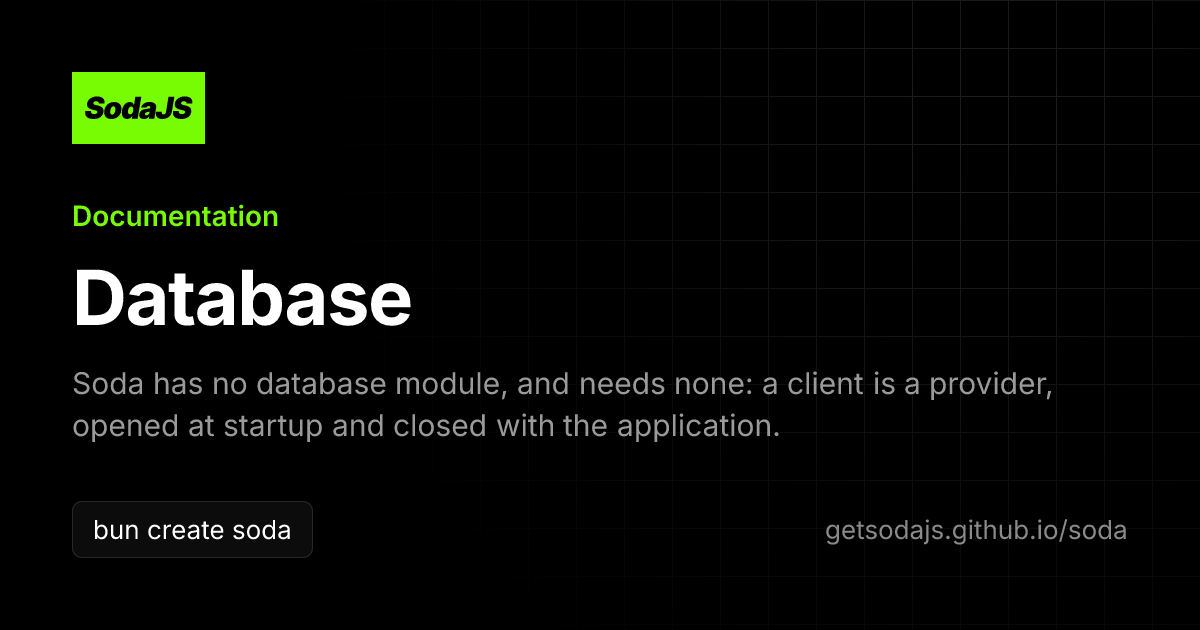 SodaJS
Documentation
Database
Soda has no database module, and needs none: a client is a provider,
opened at startup and closed with the application.
bun create soda
getsodajs.github.io/soda